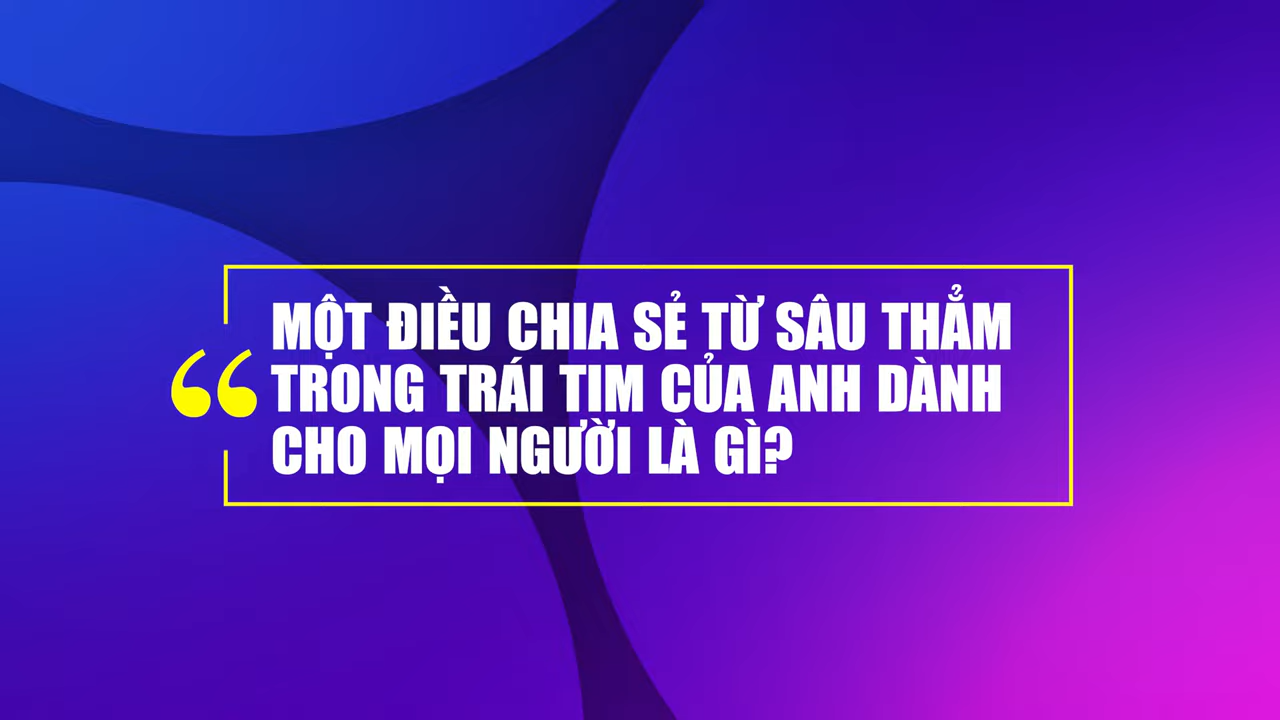 “
MỘT ĐIỀU CHIA SẺ TỪ SÂU THẲM
TRONG TRÁI TIM CỦA ANH DÀNH
CHO MỌI NGƯỜI LÀ GÌ?